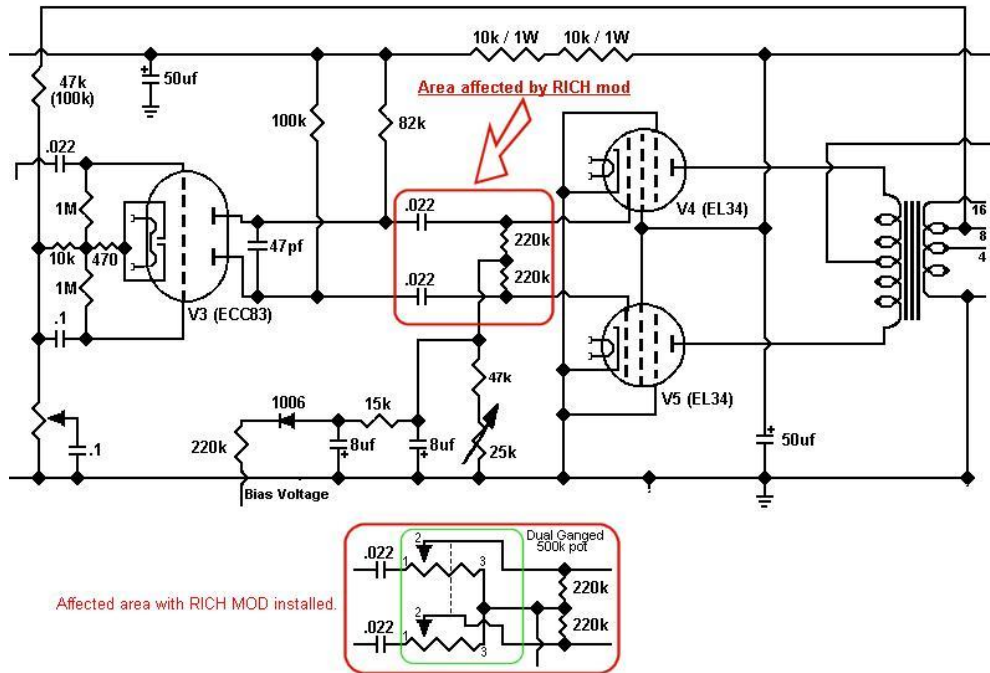 10k / 1W
10k / 1W
47k
(100k)
+
50uf
Area affected by RICH mod
100k
82k
.022
.022
V4 (EL34)
16
8
4
1M
220k
10k
470
47pf
220k
1M
.022
V3 (ECC83)
.1
47k
V5 (EL34)
1006
15k
+
50uf
220k
8uf
+
8uf
+
25k
.1
Bias Voltage
Dual Ganged
500k pot
.022
2
1
3
220k
Affected area with RICH MOD installed.
2
220k
.022
1
3